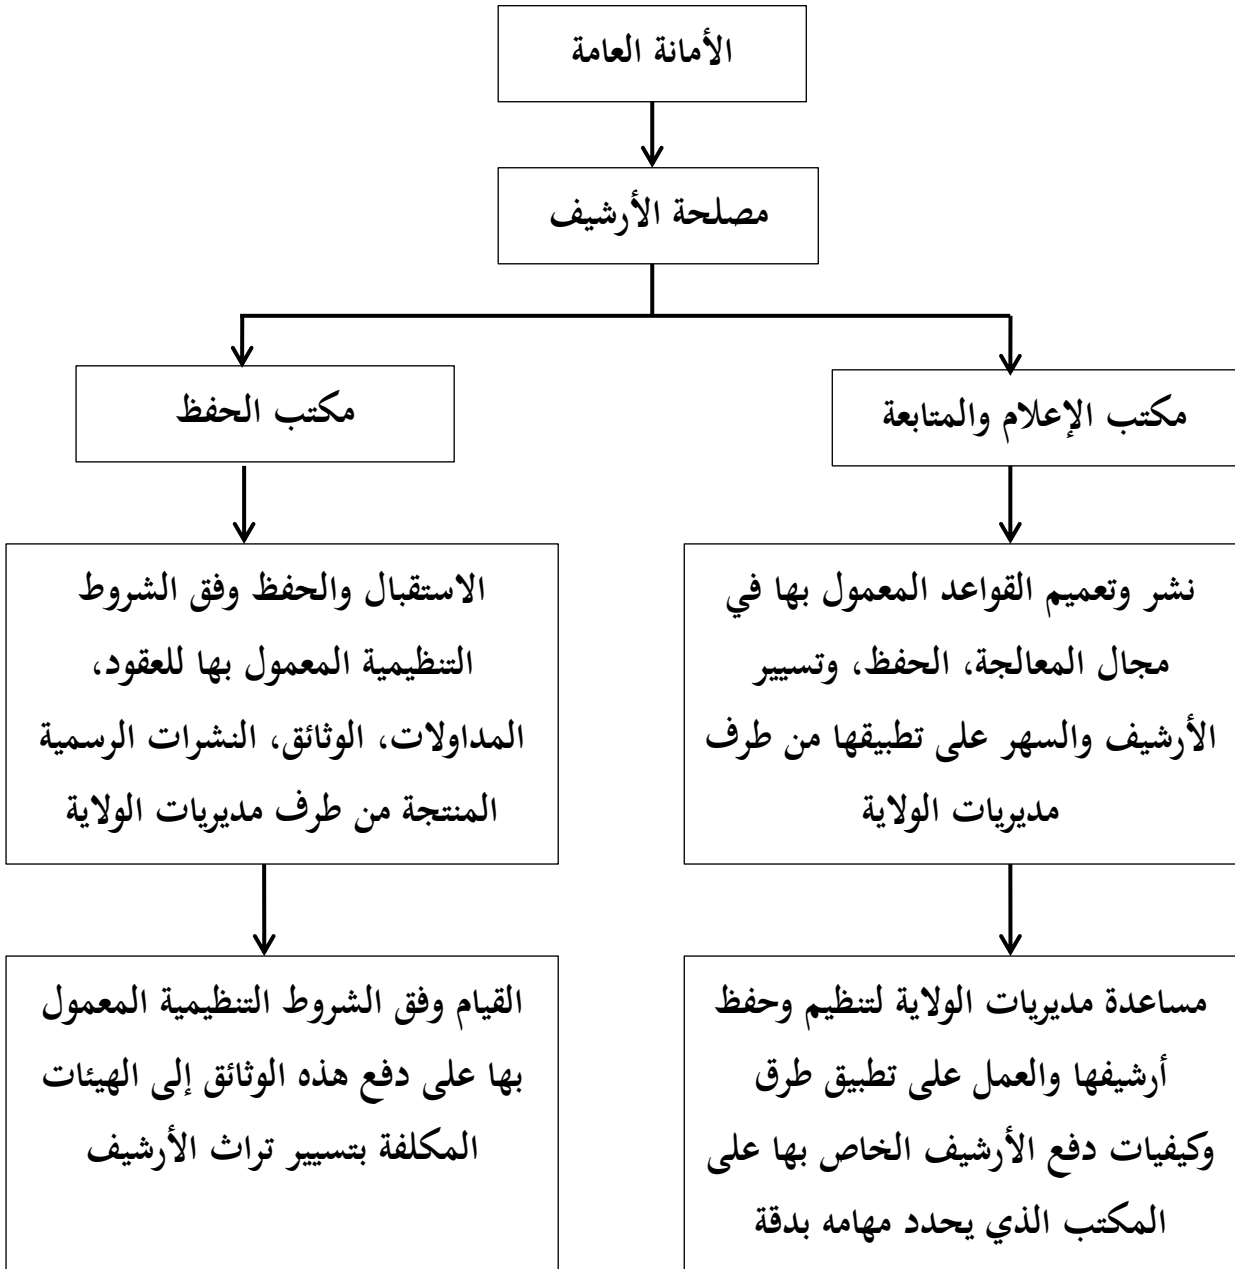 الأمانة العامة
مصلحة الأرشيف
مكتب الإعلام والمتابعة
مكتب الحفظ
نشر وتعميم القواعد المعمول بها في
مجال المعالجة، الحفظ، وتسيير
الأرشيف والسهر على تطبيقها من طرف
مديريات الولاية
الاستقبال والحفظ وفق الشروط
التنظيمية المعمول بها للعقود،
المداولات، الوثائق، النشرات الرسمية
المنتجة من طرف مديريات الولاية
مساعدة مديريات الولاية لتنظيم وحفظ
أرشيفها والعمل على تطبيق طرق
وكيفيات دفع الأرشيف الخاص بها على
المكتب الذي يحدد مهامه بدقة
القيام وفق الشروط التنظيمية المعمول
بها على دفع هذه الوثائق إلى الهيئات
المكلفة بتسيير تراث الأرشيف